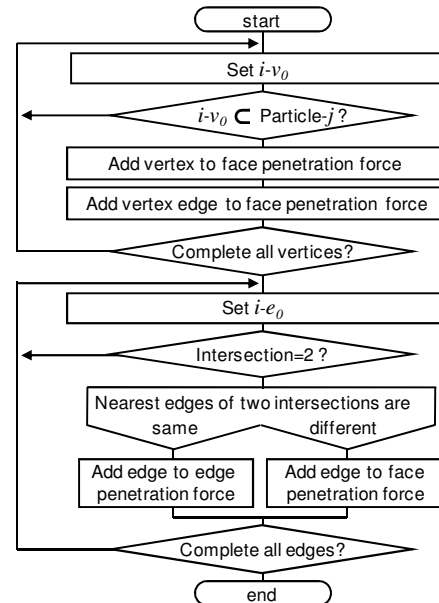 start
Set i-v₀
i-v₀ ⊂ Particle-j ?
Add vertex to face penetration force
Add vertex edge to face penetration force
Complete all vertices?
Set i-e₀
Intersection=2 ?
Nearest edges of two intersections are
same
different
Add edge to edge
penetration force
Add edge to face
penetration force
Complete all edges?
end